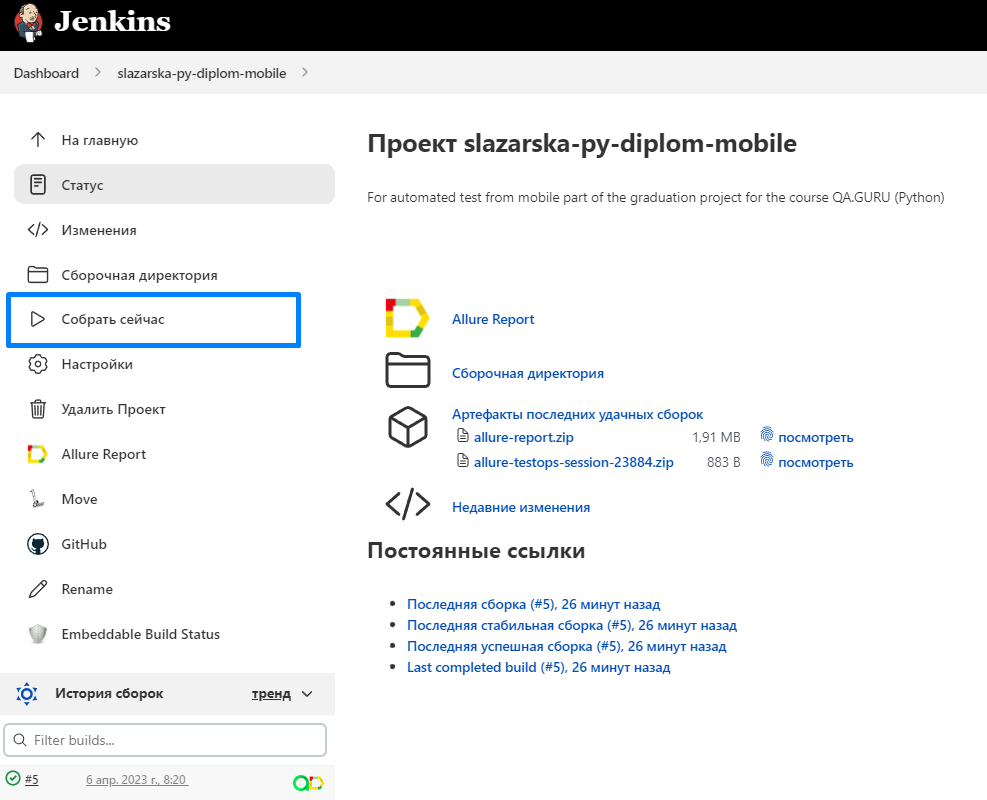 Jenkins
Dashboard
slazarska-py-diplom-mobile
На главную
Статус
Изменения
Сборочная директория
Собрать сейчас
Настройки
Удалить Проект
Allure Report
Move
GitHub
Rename
Embeddable Build Status
История сборок тренд
Filter builds...
#5 6 апр. 2023 г., 8:20
Проект slazarska-py-diplom-mobile
For automated test from mobile part of the graduation project for the course QA.GURU (Python)
Allure Report
Сборочная директория
Артефакты последних удачных сборок
allure-report.zip 1,91 MB посмотреть
allure-testops-session-23884.zip 883 B посмотреть
Недавние изменения
Постоянные ссылки
Последняя сборка (#5), 26 минут назад
Последняя стабильная сборка (#5), 26 минут назад
Последняя успешная сборка (#5), 26 минут назад
Last completed build (#5), 26 минут назад